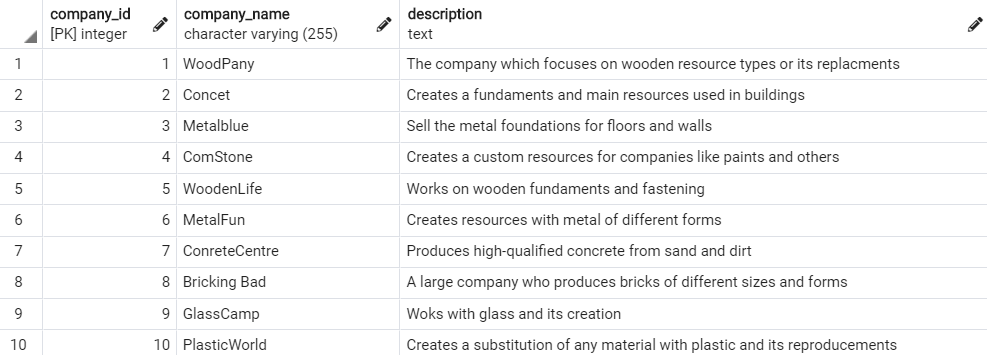 company_id company_name description
[PK] integer character varying (255) text
1 1 WoodPany The company which focuses on wooden resource types or its replacments
2 2 Concet Creates a fundaments and main resources used in buildings
3 3 Metalblue Sell the metal foundations for floors and walls
4 4 ComStone Creates a custom resources for companies like paints and others
5 5 WoodenLife Works on wooden fundaments and fastening
6 6 MetalFun Creates resources with metal of different forms
7 7 ConreteCentre Produces high-qualified concrete from sand and dirt
8 8 Bricking Bad A large company who produces bricks of different sizes and forms
9 9 GlassCamp Woks with glass and its creation
10 10 PlasticWorld Creates a substitution of any material with plastic and its reproducements